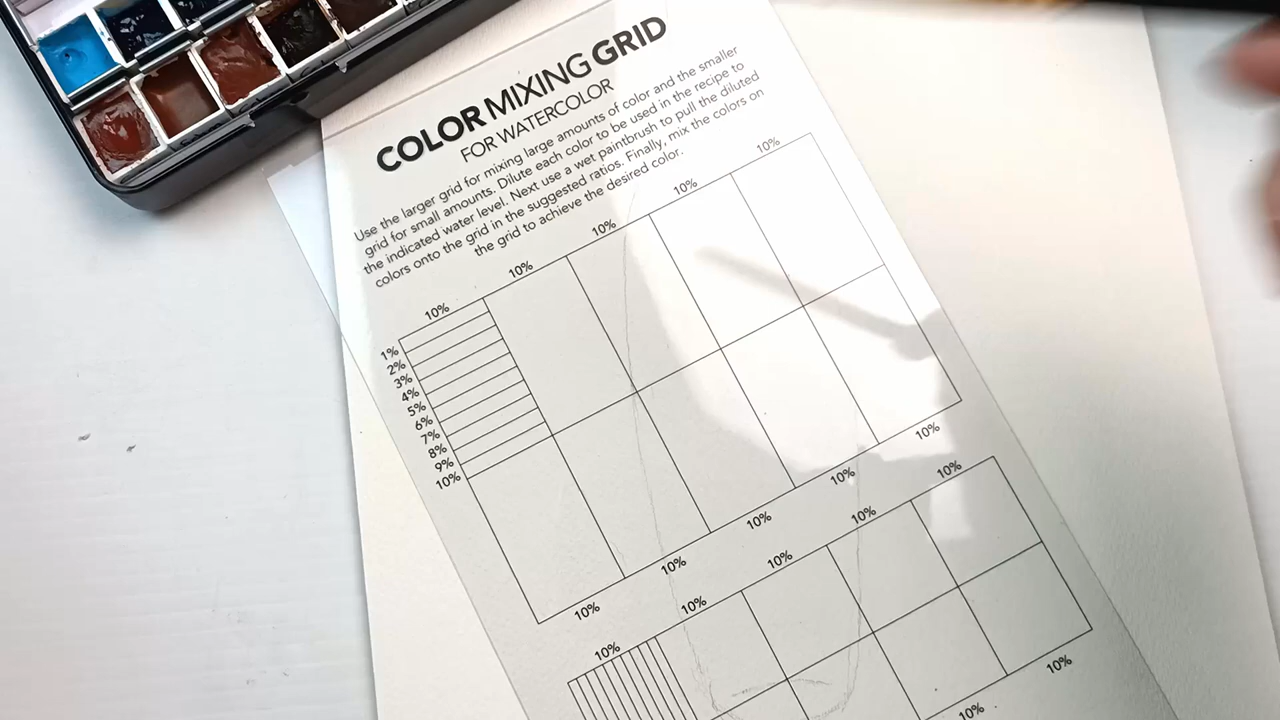 COLOR MIXING GRID
FOR WATERCOLOR
Use the larger grid for mixing large amounts of color and the smaller
grid for small amounts. Dilute each color to be used in the recipe to
the indicated water level. Next use a wet paintbrush to pull the diluted
colors onto the grid in the suggested ratios. Finally, mix the colors on
the grid to achieve the desired color.
10% 10% 10% 10% 10%
1%
2%
3%
4%
5%
6%
7%
8%
9%
10%
10% 10% 10% 10% 10%
10% 10% 10% 10% 10%
10% 10%